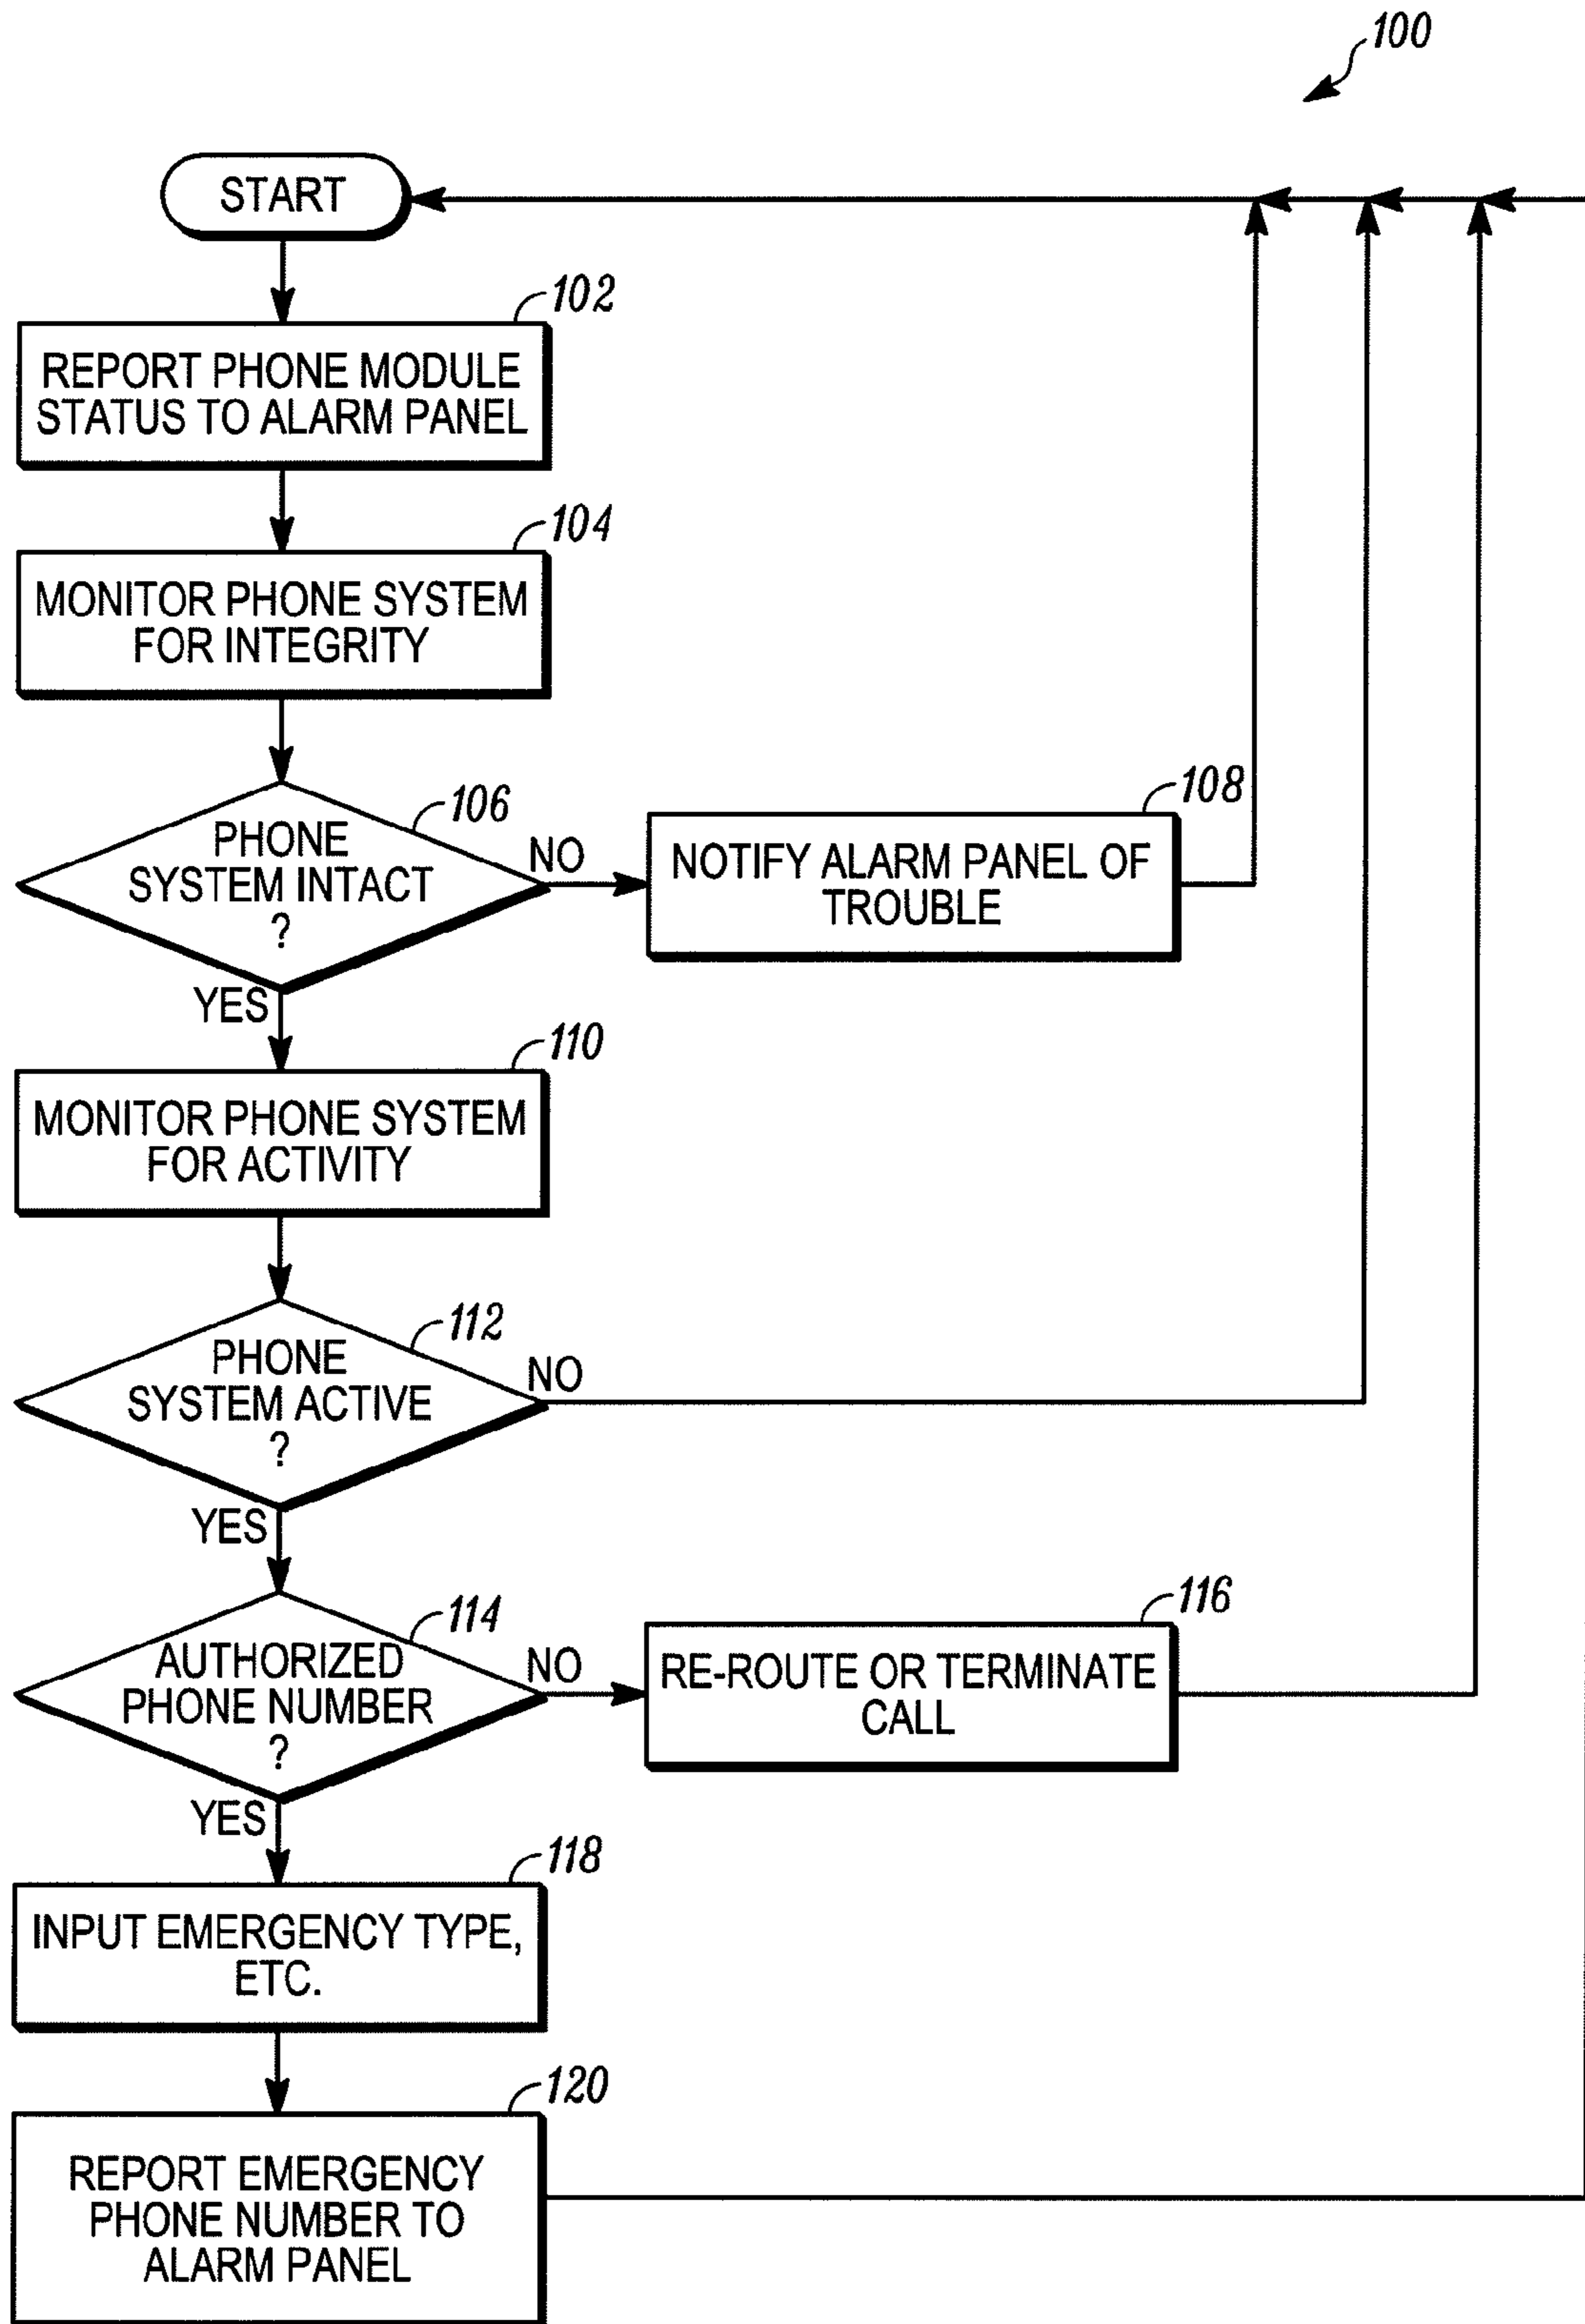 100
START
102
REPORT PHONE MODULE
STATUS TO ALARM PANEL
104
MONITOR PHONE SYSTEM
FOR INTEGRITY
106
PHONE
SYSTEM INTACT
?
NO
108
NOTIFY ALARM PANEL OF
TROUBLE
YES
110
MONITOR PHONE SYSTEM
FOR ACTIVITY
112
PHONE
SYSTEM ACTIVE
?
NO
YES
114
AUTHORIZED
PHONE NUMBER
?
NO
116
RE-ROUTE OR TERMINATE
CALL
YES
118
INPUT EMERGENCY TYPE,
ETC.
120
REPORT EMERGENCY
PHONE NUMBER TO
ALARM PANEL